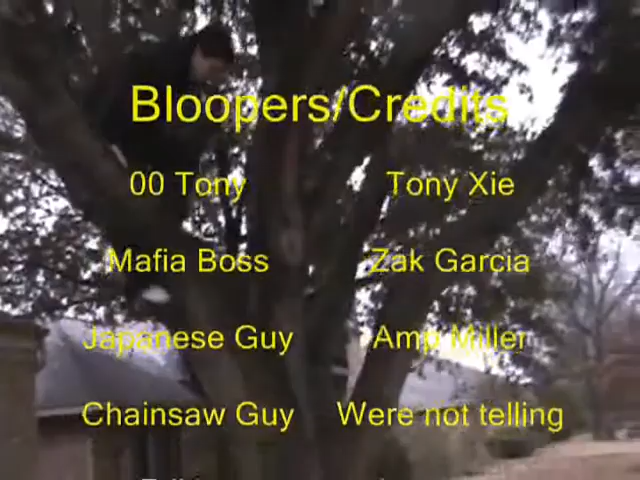 Bloopers/Credits
00 Tony Tony Xie
Mafia Boss Zak Garcia
Japanese Guy Amp Miller
Chainsaw Guy Were not telling